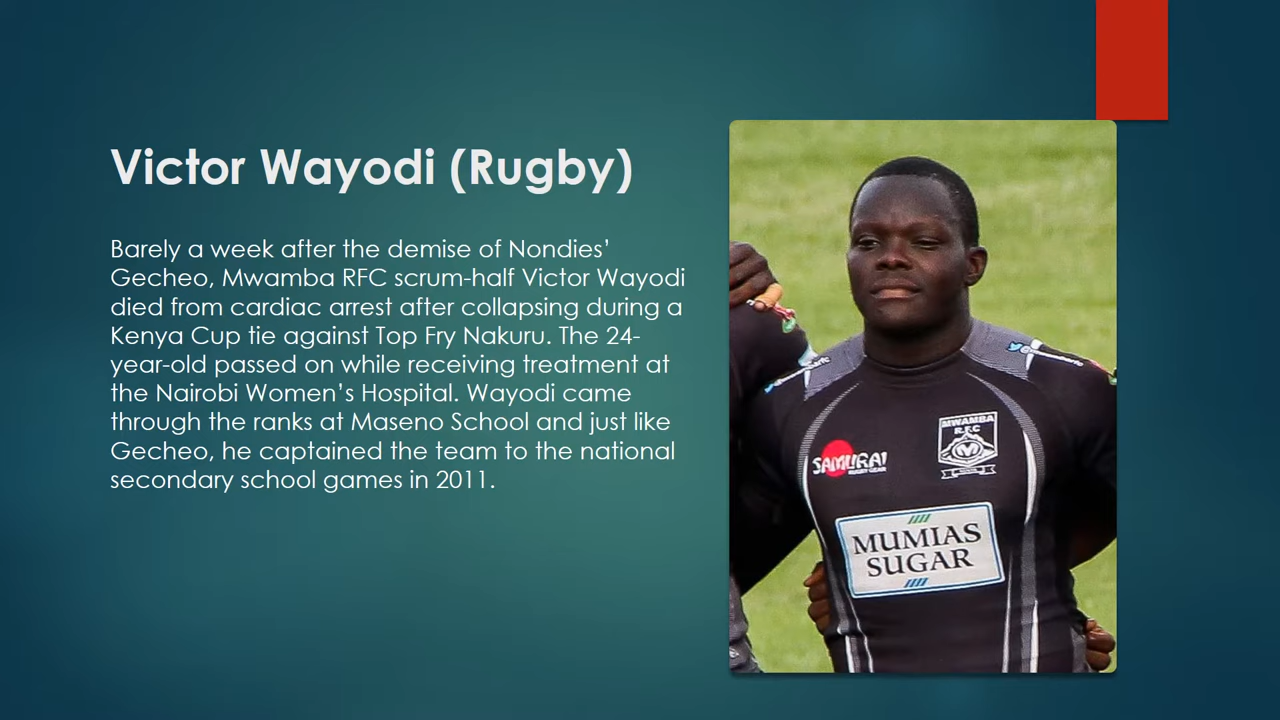 Victor Wayodi (Rugby)
Barely a week after the demise of Nondies’
Gecheo, Mwamba RFC scrum-half Victor Wayodi
died from cardiac arrest after collapsing during a
Kenya Cup tie against Top Fry Nakuru. The 24-
year-old passed on while receiving treatment at
the Nairobi Women’s Hospital. Wayodi came
through the ranks at Maseno School and just like
Gecheo, he captained the team to the national
secondary school games in 2011.
MWAMBA
R.F.C
SAMURAI
RUGBY GEAR
MUMIAS
SUGAR